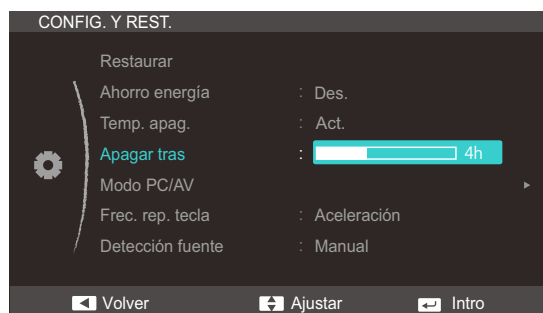 CONFIG. Y REST.
Restaurar
Ahorro energía : Des.
Temp. apag. : Act.
Apagar tras : 4h
Modo PC/AV
Frec. rep. tecla : Aceleración
Detección fuente : Manual
Volver Ajustar Intro